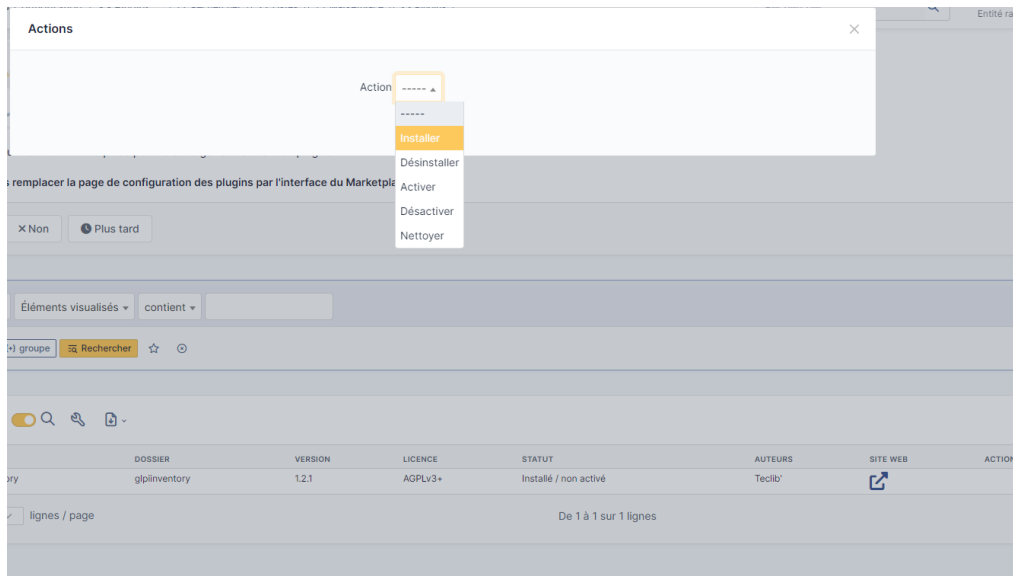 Actions
Entité ra
Action -----
-----
Installer
Désinstaller
Activer
Désactiver
Nettoyer
s remplacer la page de configuration des plugins par l'interface du Marketpla
Non
Plus tard
Éléments visualisés
contient
(+) groupe
Rechercher
DOSSIER VERSION LICENCE STATUT AUTEURS SITE WEB ACTION
ory glpiinventory 1.2.1 AGPLv3+ Installé / non activé Teclib'
lignes / page De 1 à 1 sur 1 lignes